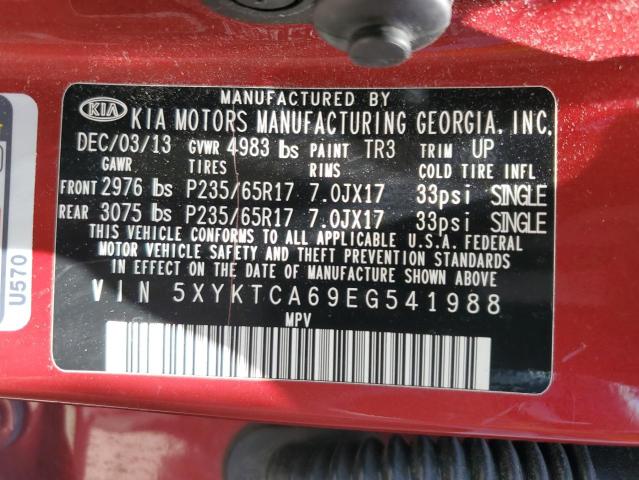 MANUFACTURED BY
KIA KIA MOTORS MANUFACTURING GEORGIA, INC.
DEC/03/13 GVWR 4983 lbs PAINT TR3 TRIM UP
GAWR TIRES RIMS COLD TIRE INFL
FRONT 2976 lbs P235/65R17 7.0JX17 33psi SINGLE
REAR 3075 lbs P235/65R17 7.0JX17 33psi SINGLE
THIS VEHICLE CONFORMS TO ALL APPLICABLE U.S.A. FEDERAL
MOTOR VEHICLE SAFETY AND THEFT PREVENTION STANDARDS
IN EFFECT ON THE DATE OF MANUFACTURE SHOWN ABOVE.
VIN 5XYKTCA69EG541988
MPV
U570